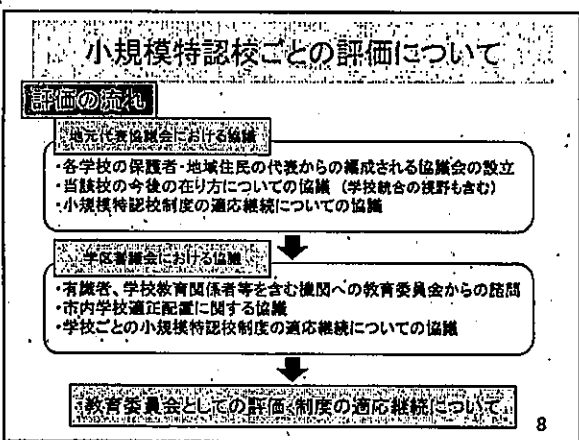 小規模特認校ごとの評価について
評価の流れ
地元代表協議会における協議
・各学校の保護者・地域住民の代表からの編成される協議会の設立
・当該校の今後の在り方についての協議（学校統合の視野も含む）
・小規模特認校制度の適応継続についての協議
学区審議会における協議
・有識者、学校教育関係者等を含む機関への教育委員会からの諮問
・市内学校適正配置に関する協議
・学校ごとの小規模特認校制度の適応継続についての協議
教育委員会としての評価、制度の適応継続について
8